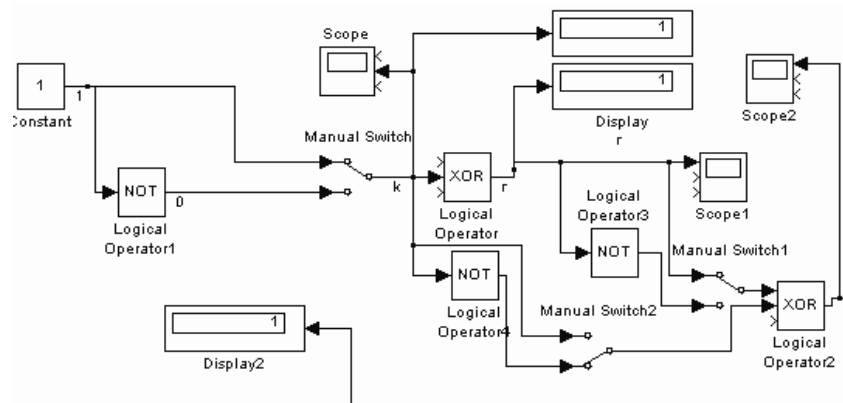 Scope
1
1
1
1
Constant
Display
r
Scope2
Manual Switch
NOT
0
Logical
Operator1
k
XOR
r
Logical
Operator
Scope1
Logical
Operator3
NOT
Manual Switch1
NOT
Logical
Operator4
Manual Switch2
XOR
Logical
Operator2
1
Display2